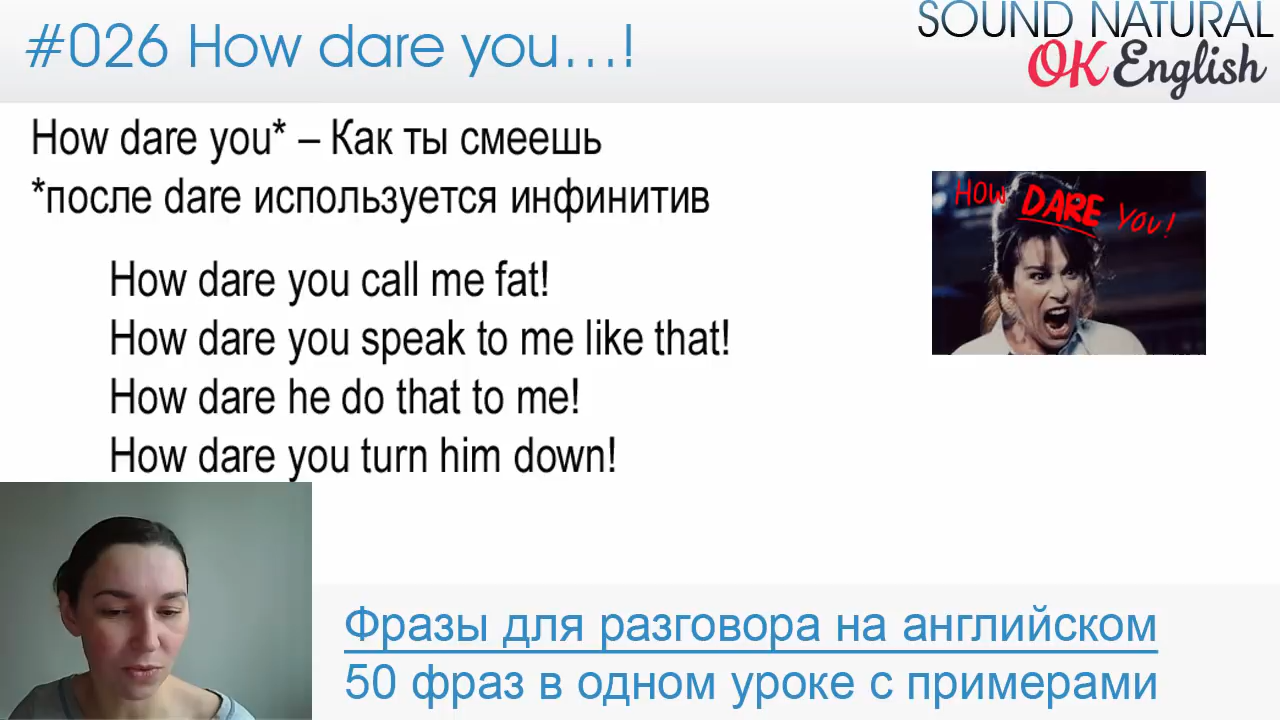 #026 How dare you…!
SOUND NATURAL
OK English
How dare you* – Как ты смеешь
*после dare используется инфинитив
HOW DARE YOU!
How dare you call me fat!
How dare you speak to me like that!
How dare he do that to me!
How dare you turn him down!
Фразы для разговора на английском
50 фраз в одном уроке с примерами